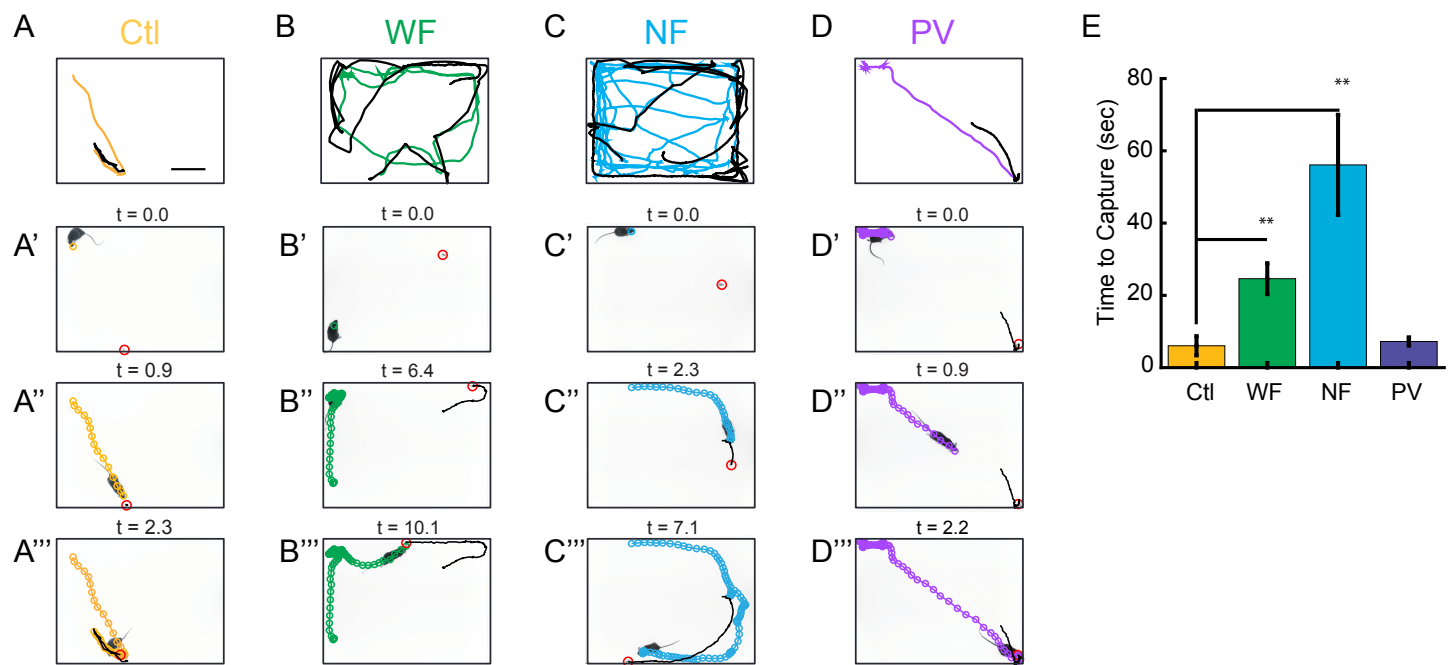 A Ctl B WF C NF D PV E
t = 0.0 t = 0.0 t = 0.0 t = 0.0
A' B' C' D'
t = 0.9 t = 6.4 t = 2.3 t = 0.9
A'' B'' C'' D''
t = 2.3 t = 10.1 t = 7.1 t = 2.2
A''' B''' C''' D'''
Time to Capture (sec)
80
60
40
20
0
**
**
Ctl WF NF PV